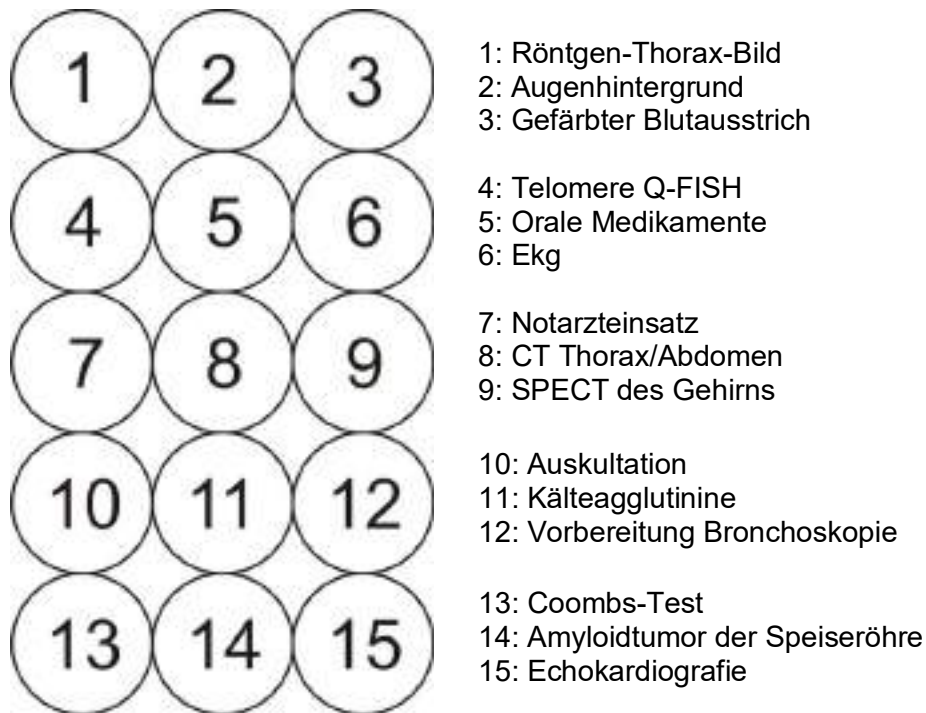 1 2 3
4 5 6
7 8 9
10 11 12
13 14 15
1: Röntgen-Thorax-Bild
2: Augenhintergrund
3: Gefärbter Blutausstrich
4: Telomere Q-FISH
5: Orale Medikamente
6: Ekg
7: Notarzteinsatz
8: CT Thorax/Abdomen
9: SPECT des Gehirns
10: Auskultation
11: Kälteagglutinine
12: Vorbereitung Bronchoskopie
13: Coombs-Test
14: Amyloidtumor der Speiseröhre
15: Echokardiografie